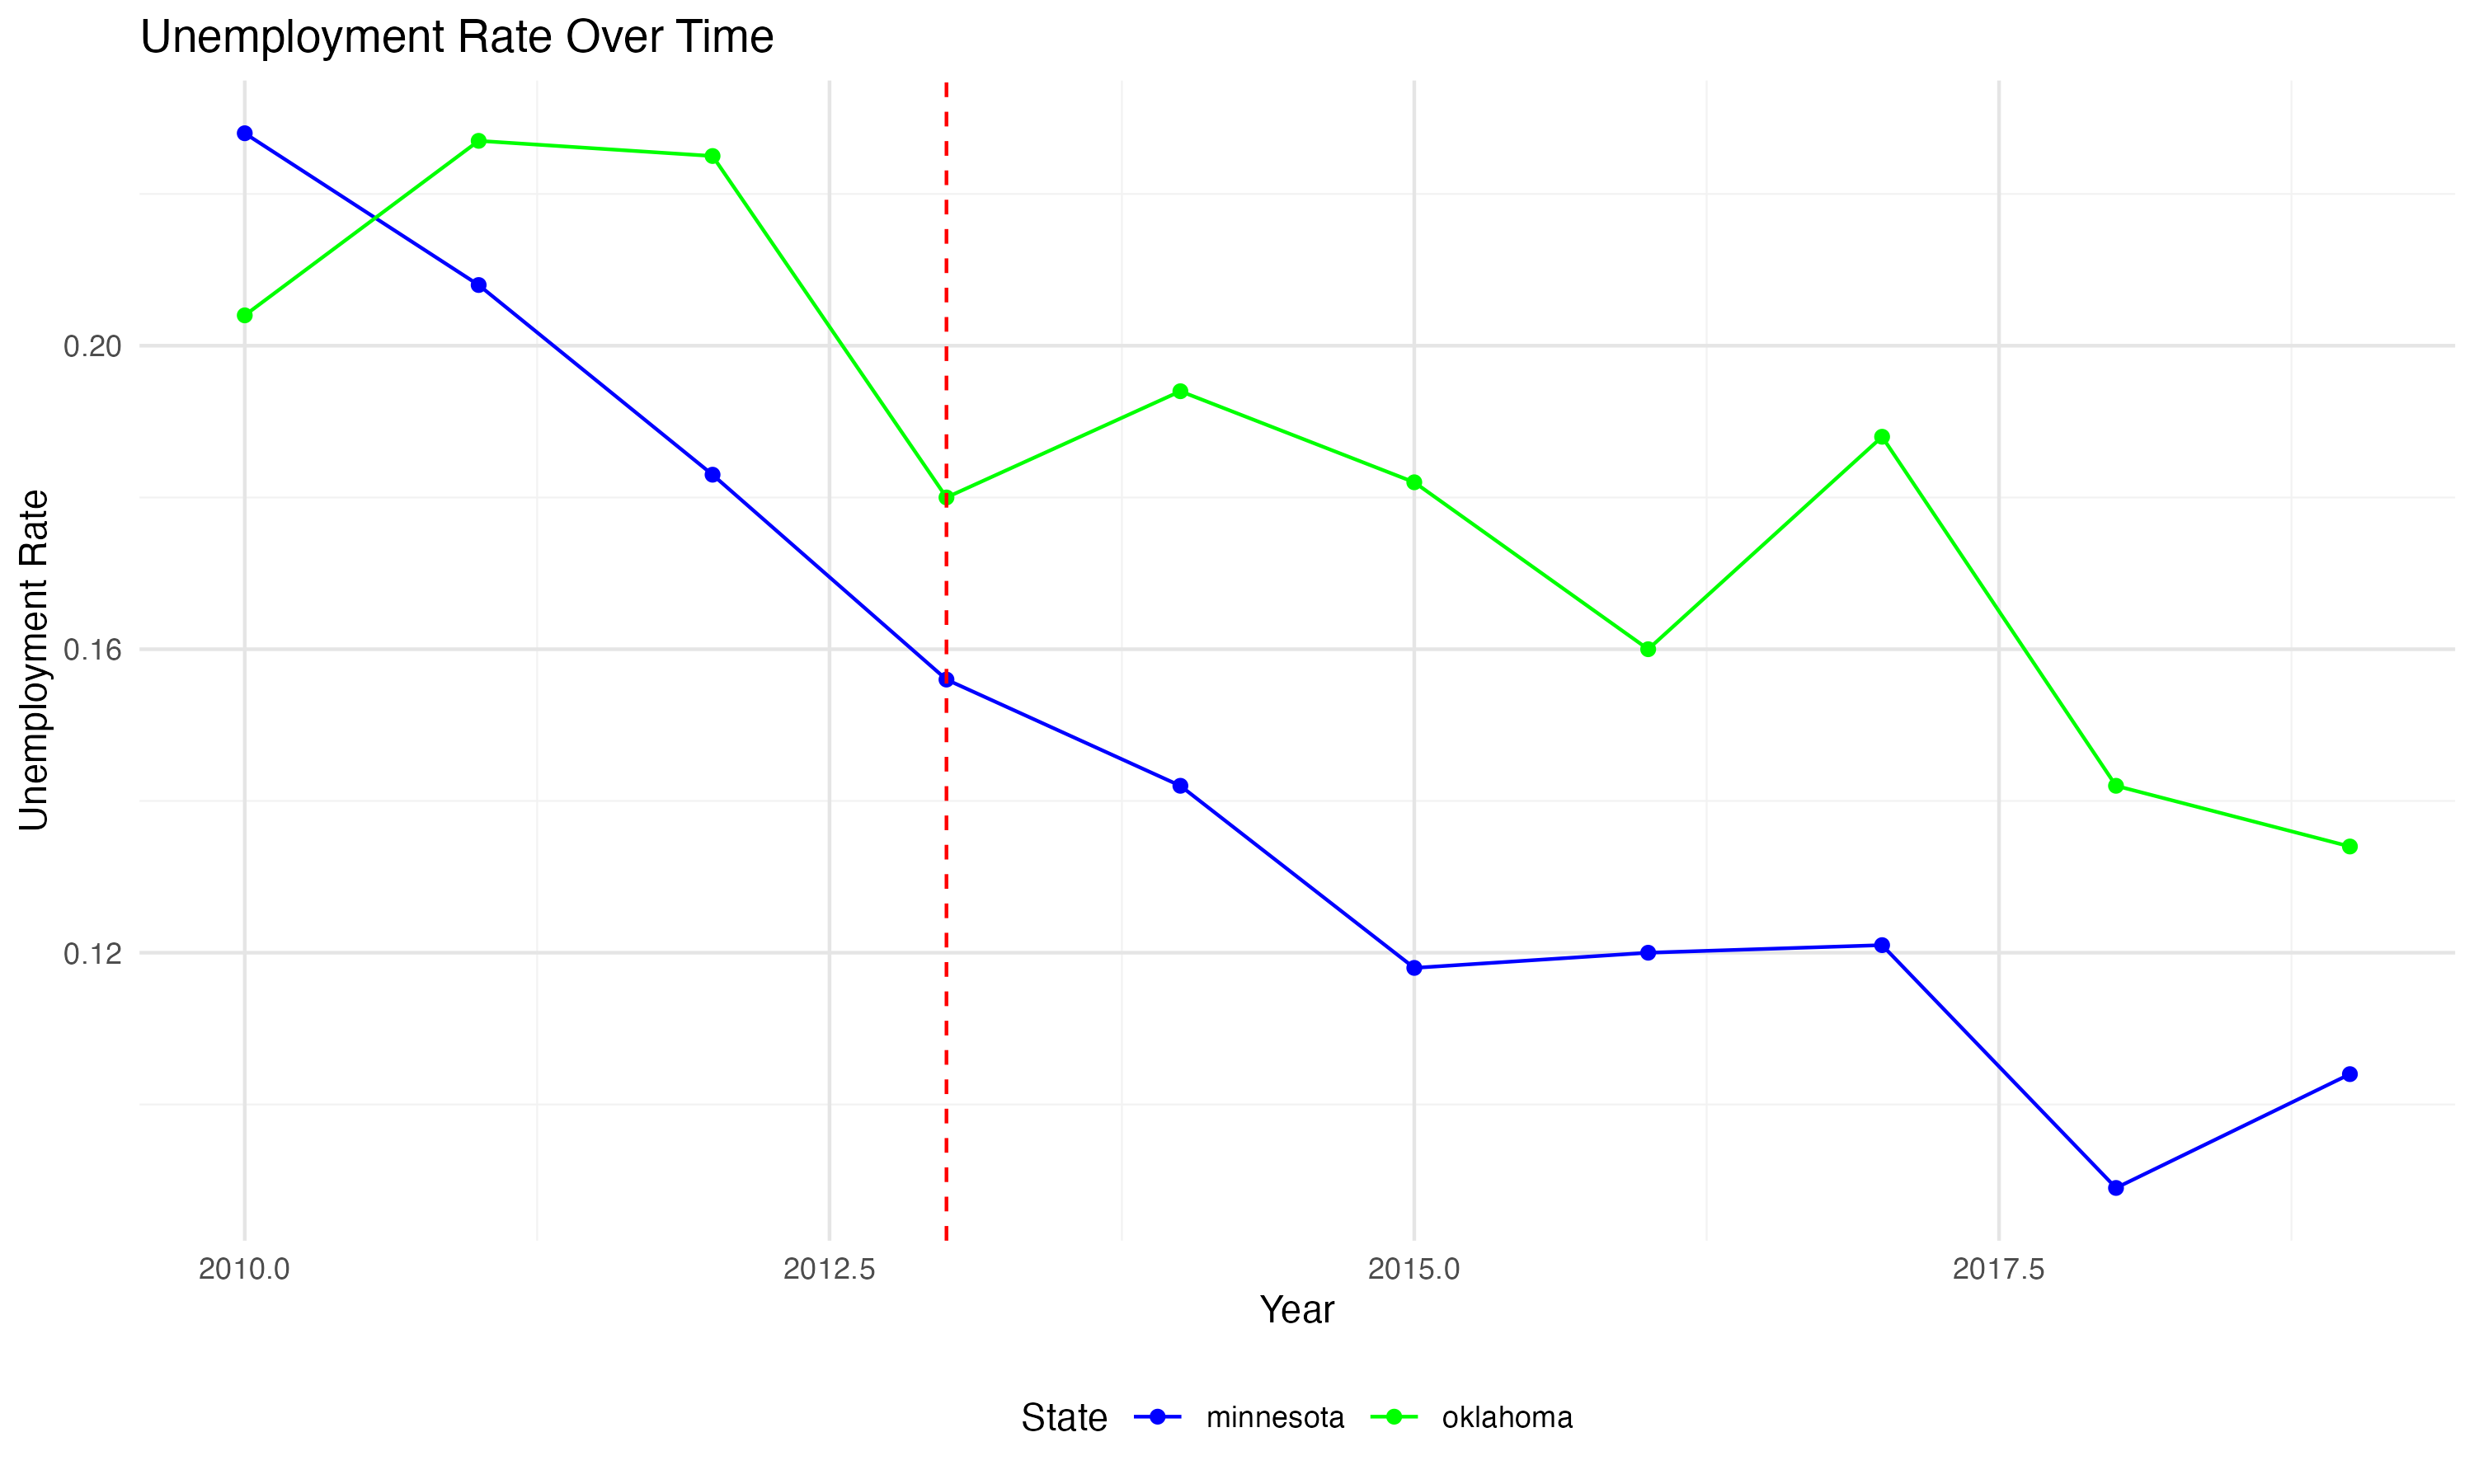 Unemployment Rate Over Time
Unemployment Rate
0.20
0.16
0.12
2010.0 2012.5 2015.0 2017.5
Year
State minnesota oklahoma